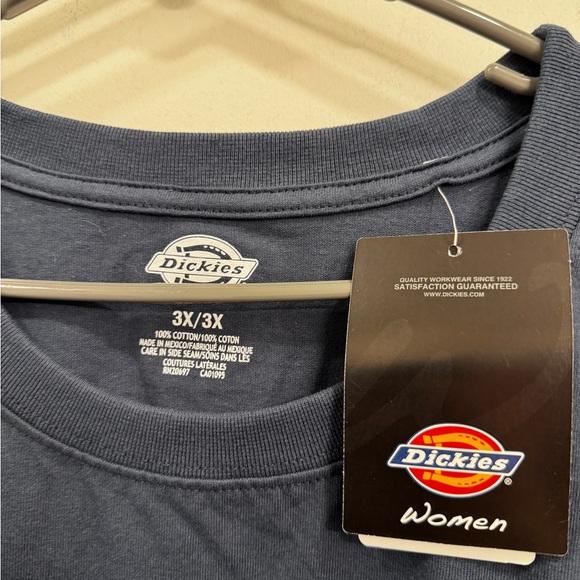 Dickies
3X/3X
100% COTTON/100% COTON
MADE IN MEXICO/FABRIQUÉ AU MEXIQUE
CARE IN SIDE SEAM/SOINS DANS LES
COUTURES LATÉRALES
RN20697 CA01095
QUALITY WORKWEAR SINCE 1922
SATISFACTION GUARANTEED
WWW.DICKIES.COM
Dickies®
Women